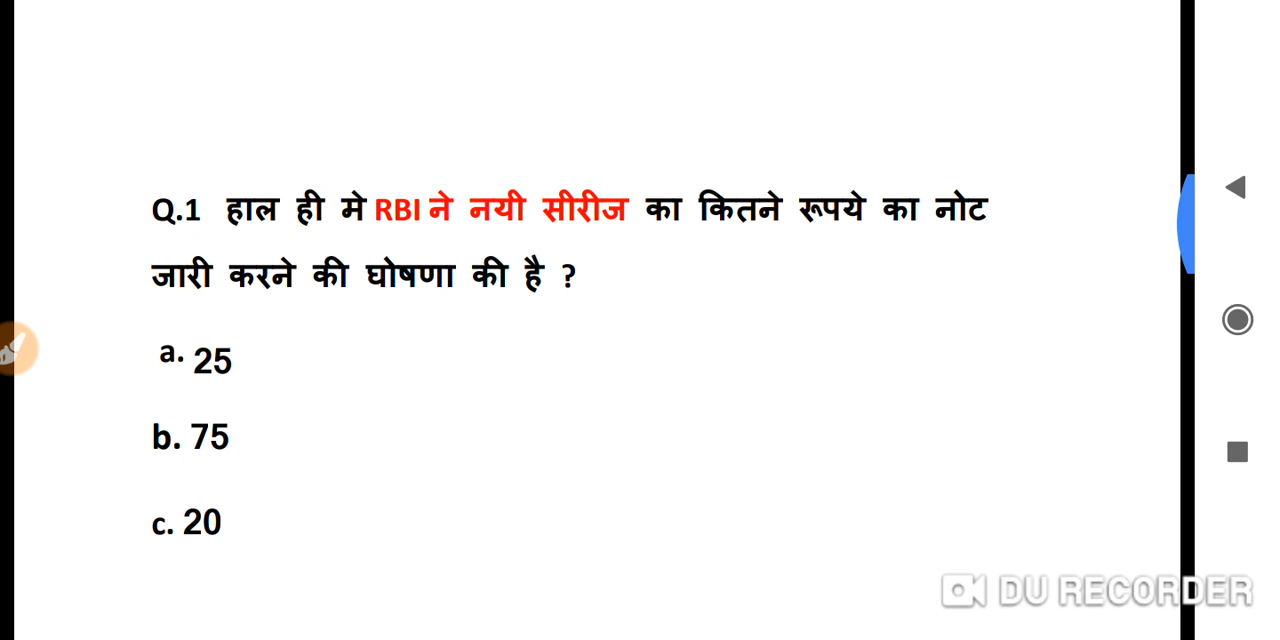 Q.1 हाल ही मे RBI ने नयी सीरीज का कितने रूपये का नोट
जारी करने की घोषणा की है ?
a. 25
b. 75
c. 20
DU RECORDER